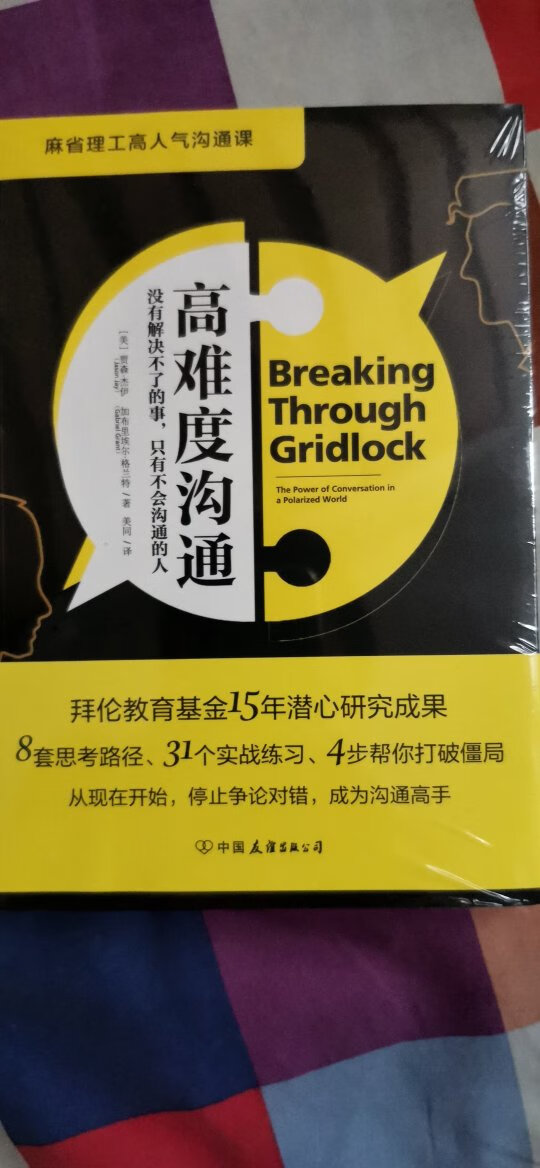 麻省理工高人气沟通课
高难度沟通
没有解决不了的事，只有不会沟通的人
[美] 贾森·杰伊 加布里埃尔·格兰特 / 著 美同 / 译
(Jason Jay) (Gabriel Grant)
Breaking
Through
Gridlock
The Power of Conversation in
a Polarized World
拜伦教育基金15年潜心研究成果
8套思考路径、31个实战练习、4步帮你打破僵局
从现在开始，停止争论对错，成为沟通高手
中国友谊出版公司